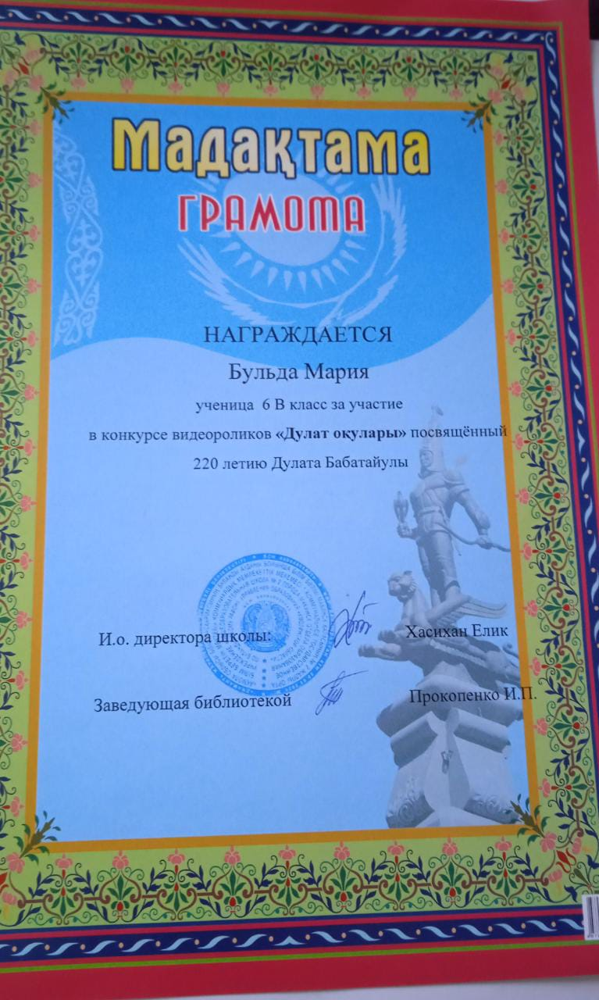 Мадақтама
ГРАМОТА
НАГРАЖДАЕТСЯ
Бульда Мария
ученица 6 В класс за участие
в конкурсе видеороликов «Дулат оқулары» посвящённый
220 летию Дулата Бабатайулы
И.о. директора школы: Хасихан Елик
Заведующая библиотекой Прокопенко И.П.